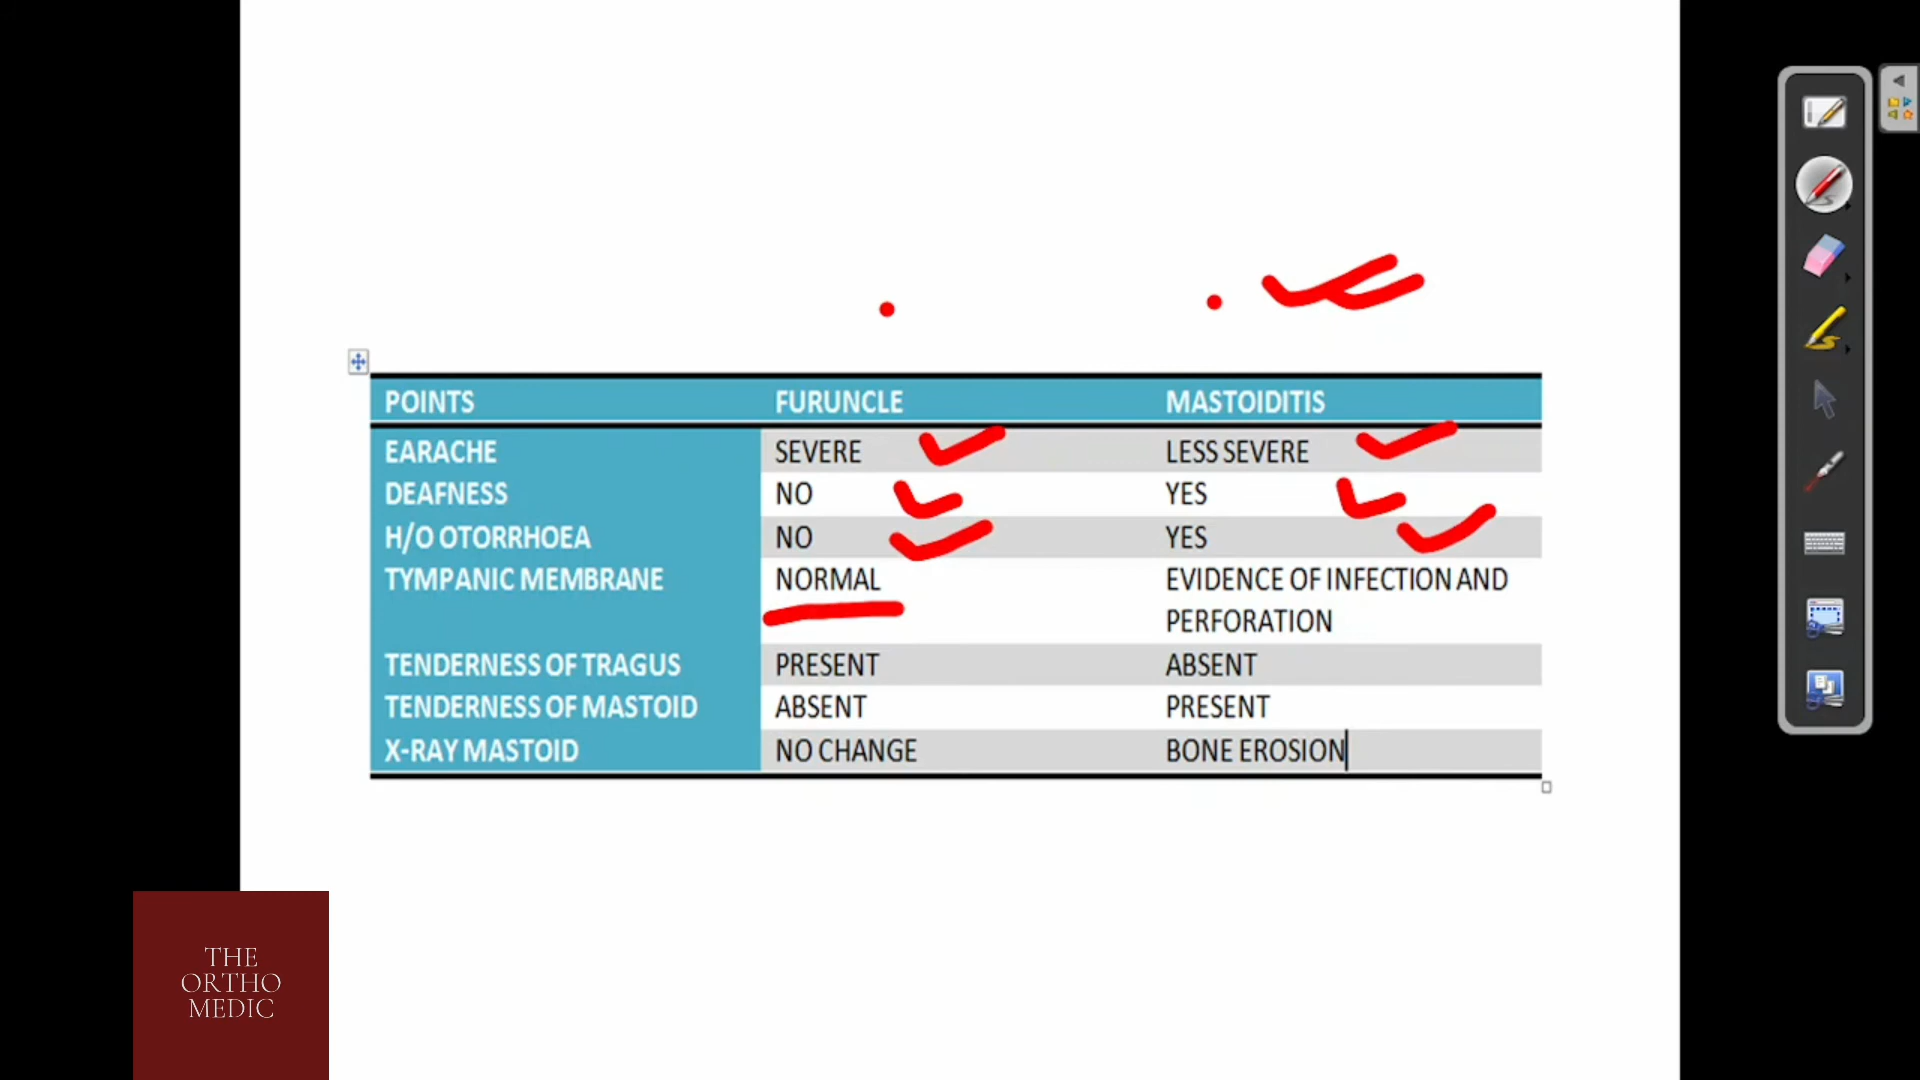 POINTS FURUNCLE MASTOIDITIS
EARACHE SEVERE LESS SEVERE
DEAFNESS NO YES
H/O OTORRHOEA NO YES
TYMPANIC MEMBRANE NORMAL EVIDENCE OF INFECTION AND
PERFORATION
TENDERNESS OF TRAGUS PRESENT ABSENT
TENDERNESS OF MASTOID ABSENT PRESENT
X-RAY MASTOID NO CHANGE BONE EROSION
THE
ORTHO
MEDIC